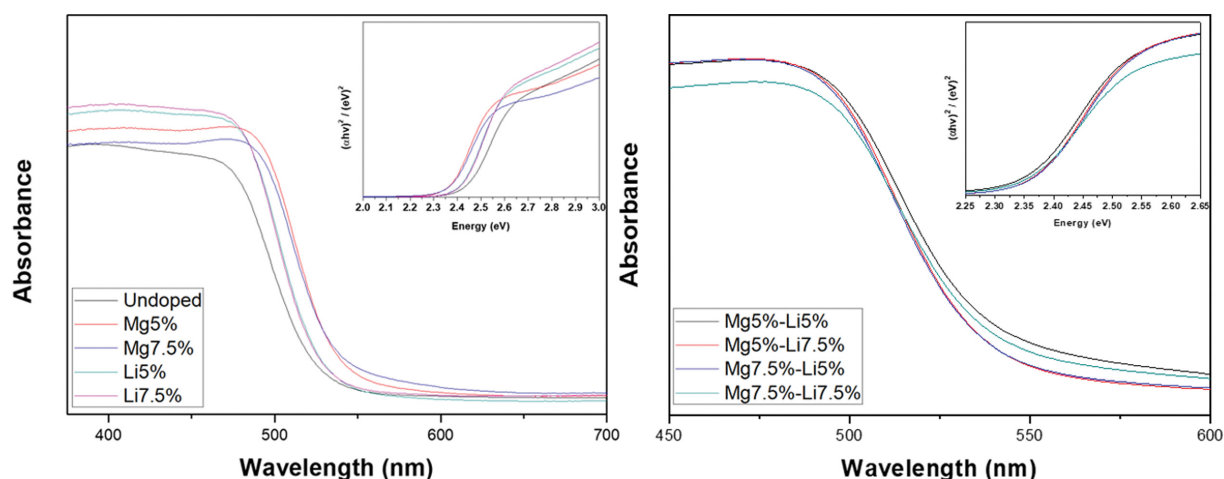 Absorbance
(αhν)² / (eV)²
2.0 2.1 2.2 2.3 2.4 2.5 2.6 2.7 2.8 2.9 3.0
Energy (eV)
Undoped
Mg5%
Mg7.5%
Li5%
Li7.5%
400 500 600 700
Wavelength (nm)
Absorbance
(αhν)² / (eV)²
2.25 2.30 2.35 2.40 2.45 2.50 2.55 2.60 2.65
Energy (eV)
Mg5%-Li5%
Mg5%-Li7.5%
Mg7.5%-Li5%
Mg7.5%-Li7.5%
450 500 550 600
Wavelength (nm)